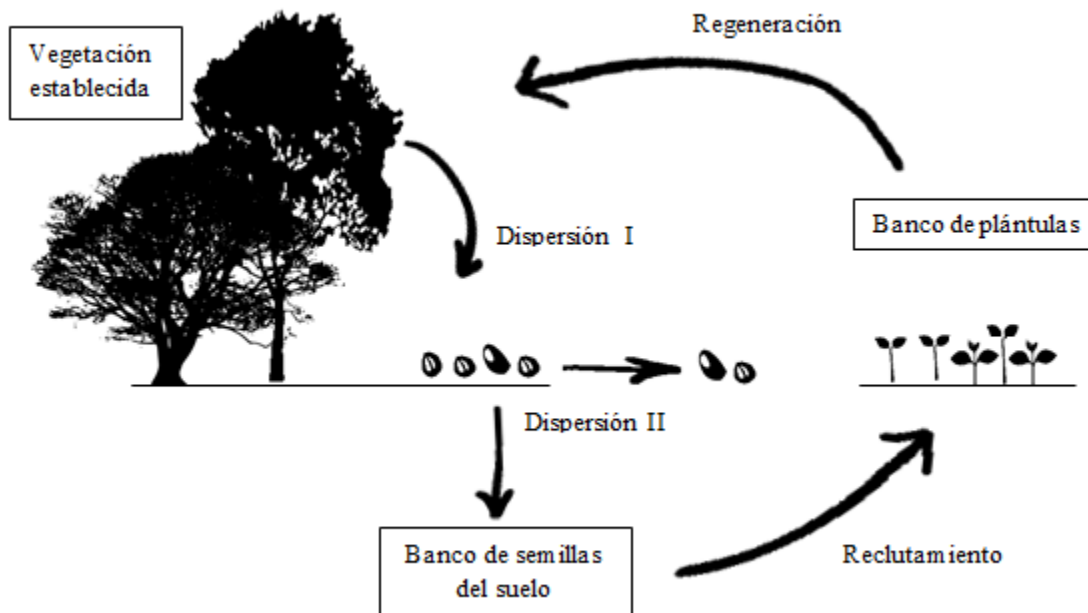 Regeneración
Vegetación
establecida
Dispersión I
Banco de plántulas
Dispersión II
Banco de semillas
del suelo
Reclutamiento